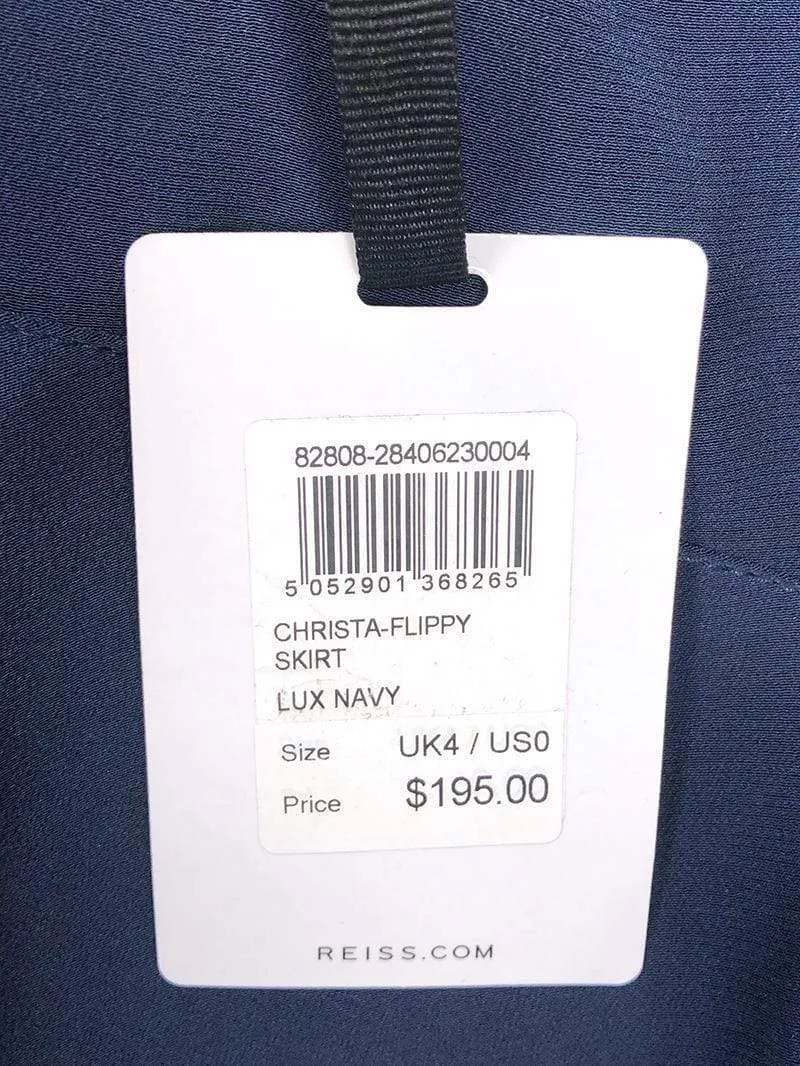 82808-28406230004
5 052901 368265
CHRISTA-FLIPPY
SKIRT
LUX NAVY
Size UK4 / US0
Price $195.00
REISS.COM